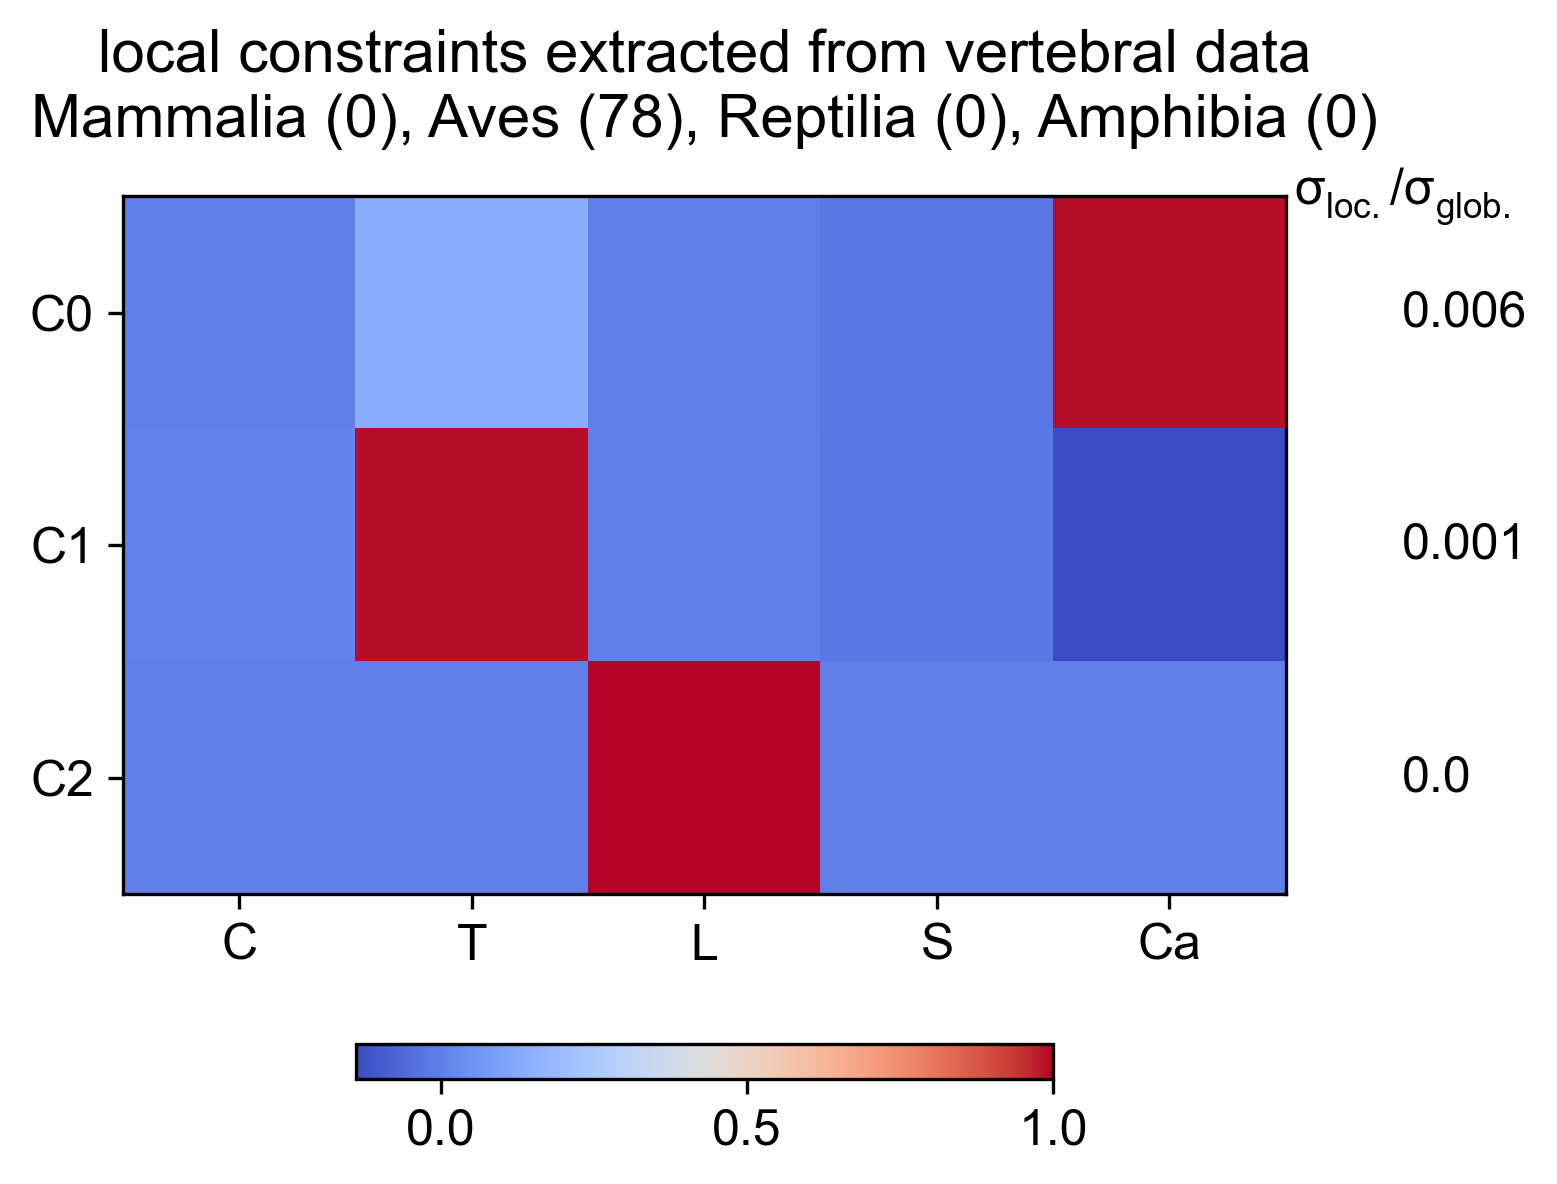 local constraints extracted from vertebral data
Mammalia (0), Aves (78), Reptilia (0), Amphibia (0)
σloc. /σglob.
C0 0.006
C1 0.001
C2 0.0
C T L S Ca
0.0 0.5 1.0